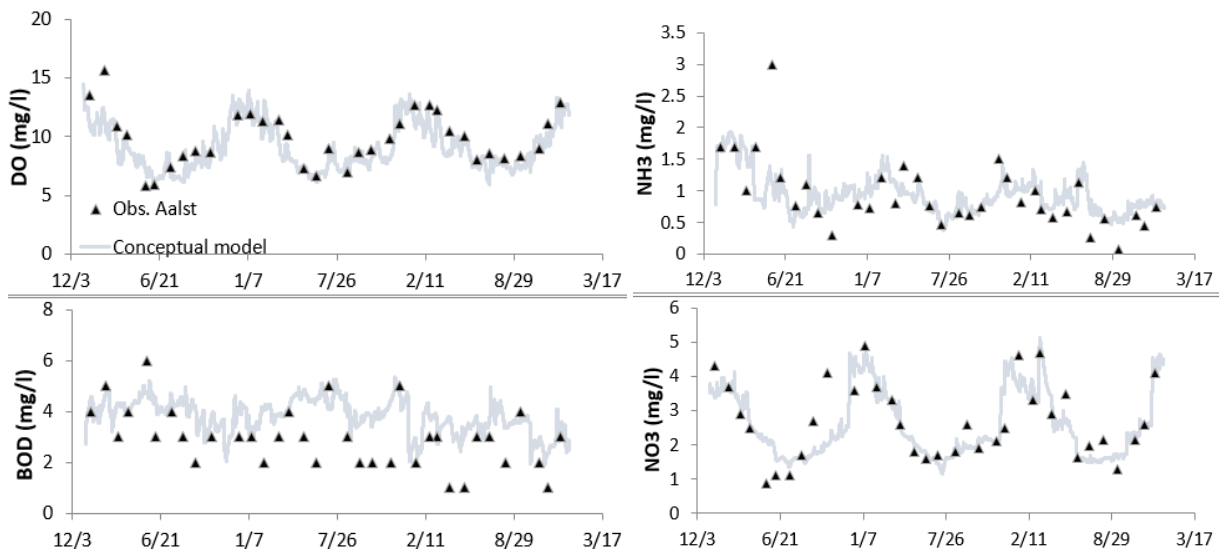 20
15
10
5
0
DO (mg/l)
Obs. Aalst
Conceptual model
12/3 6/21 1/7 7/26 2/11 8/29 3/17
3.5
3
2.5
2
1.5
1
0.5
0
NH3 (mg/l)
12/3 6/21 1/7 7/26 2/11 8/29 3/17
8
6
4
2
0
BOD (mg/l)
12/3 6/21 1/7 7/26 2/11 8/29 3/17
6
5
4
3
2
1
0
NO3 (mg/l)
12/3 6/21 1/7 7/26 2/11 8/29 3/17